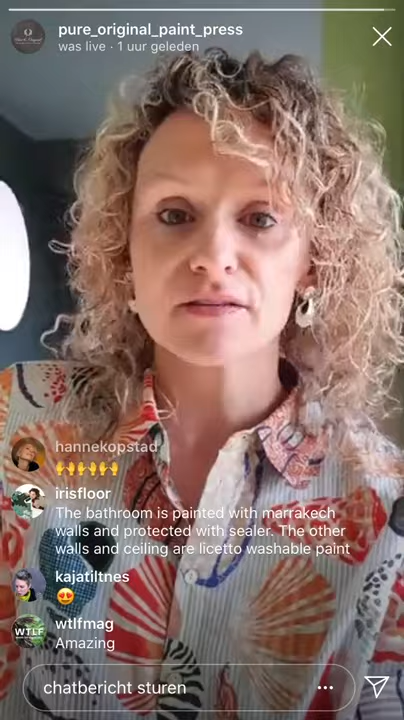 pure_original_paint_press
was live · 1 uur geleden
hannekopstad
🙌🙌🙌🙌🙌
irisfloor
The bathroom is painted with marrakech
walls and protected with sealer. The other
walls and ceiling are licetto washable paint
kajatiltnes
😍
WTLF
wtlfmag
Amazing
chatbericht sturen